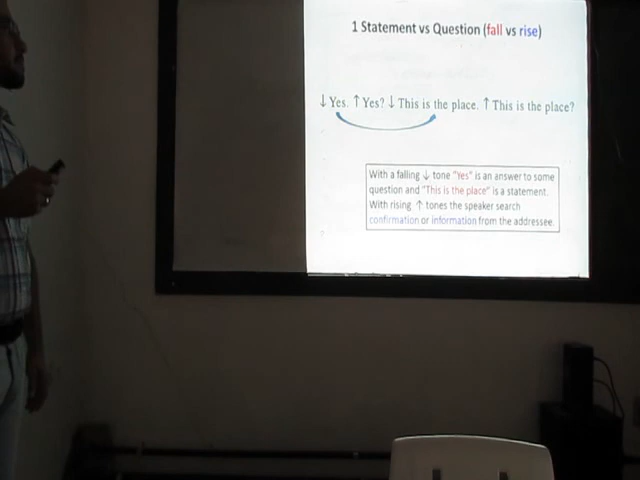 1 Statement vs Question (fall vs rise)
↓ Yes. ↑ Yes? ↓ This is the place. ↑ This is the place?
With a falling ↓ tone "Yes" is an answer to some
question and "This is the place" is a statement.
With rising ↑ tones the speaker search
confirmation or information from the addressee.